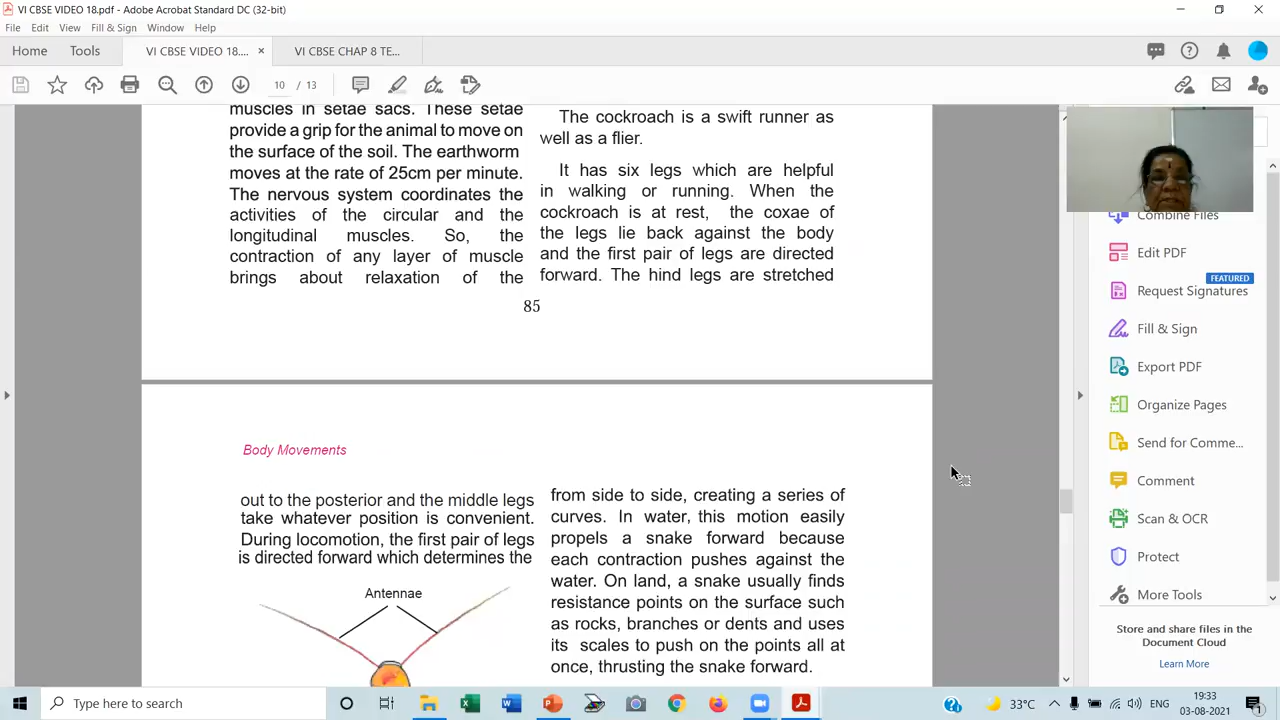 VI CBSE VIDEO 18.pdf - Adobe Acrobat Standard DC (32-bit)
File Edit View Fill & Sign Window Help
Home Tools VI CBSE VIDEO 18.... × VI CBSE CHAP 8 TE...
10 / 13
muscles in setae sacs. These setae
provide a grip for the animal to move on
the surface of the soil. The earthworm
moves at the rate of 25cm per minute.
The nervous system coordinates the
activities of the circular and the
longitudinal muscles. So, the
contraction of any layer of muscle
brings about relaxation of the
The cockroach is a swift runner as
well as a flier.
It has six legs which are helpful
in walking or running. When the
cockroach is at rest, the coxae of
the legs lie back against the body
and the first pair of legs are directed
forward. The hind legs are stretched
85
Body Movements
out to the posterior and the middle legs
take whatever position is convenient.
During locomotion, the first pair of legs
is directed forward which determines the
Antennae
from side to side, creating a series of
curves. In water, this motion easily
propels a snake forward because
each contraction pushes against the
water. On land, a snake usually finds
resistance points on the surface such
as rocks, branches or dents and uses
its scales to push on the points all at
once, thrusting the snake forward.
Combine Files
Edit PDF
FEATURED
Request Signatures
Fill & Sign
Export PDF
Organize Pages
Send for Comme...
Comment
Scan & OCR
Protect
More Tools
Store and share files in the
Document Cloud
Learn More
Type here to search
33°C
ENG
19:33
03-08-2021
1